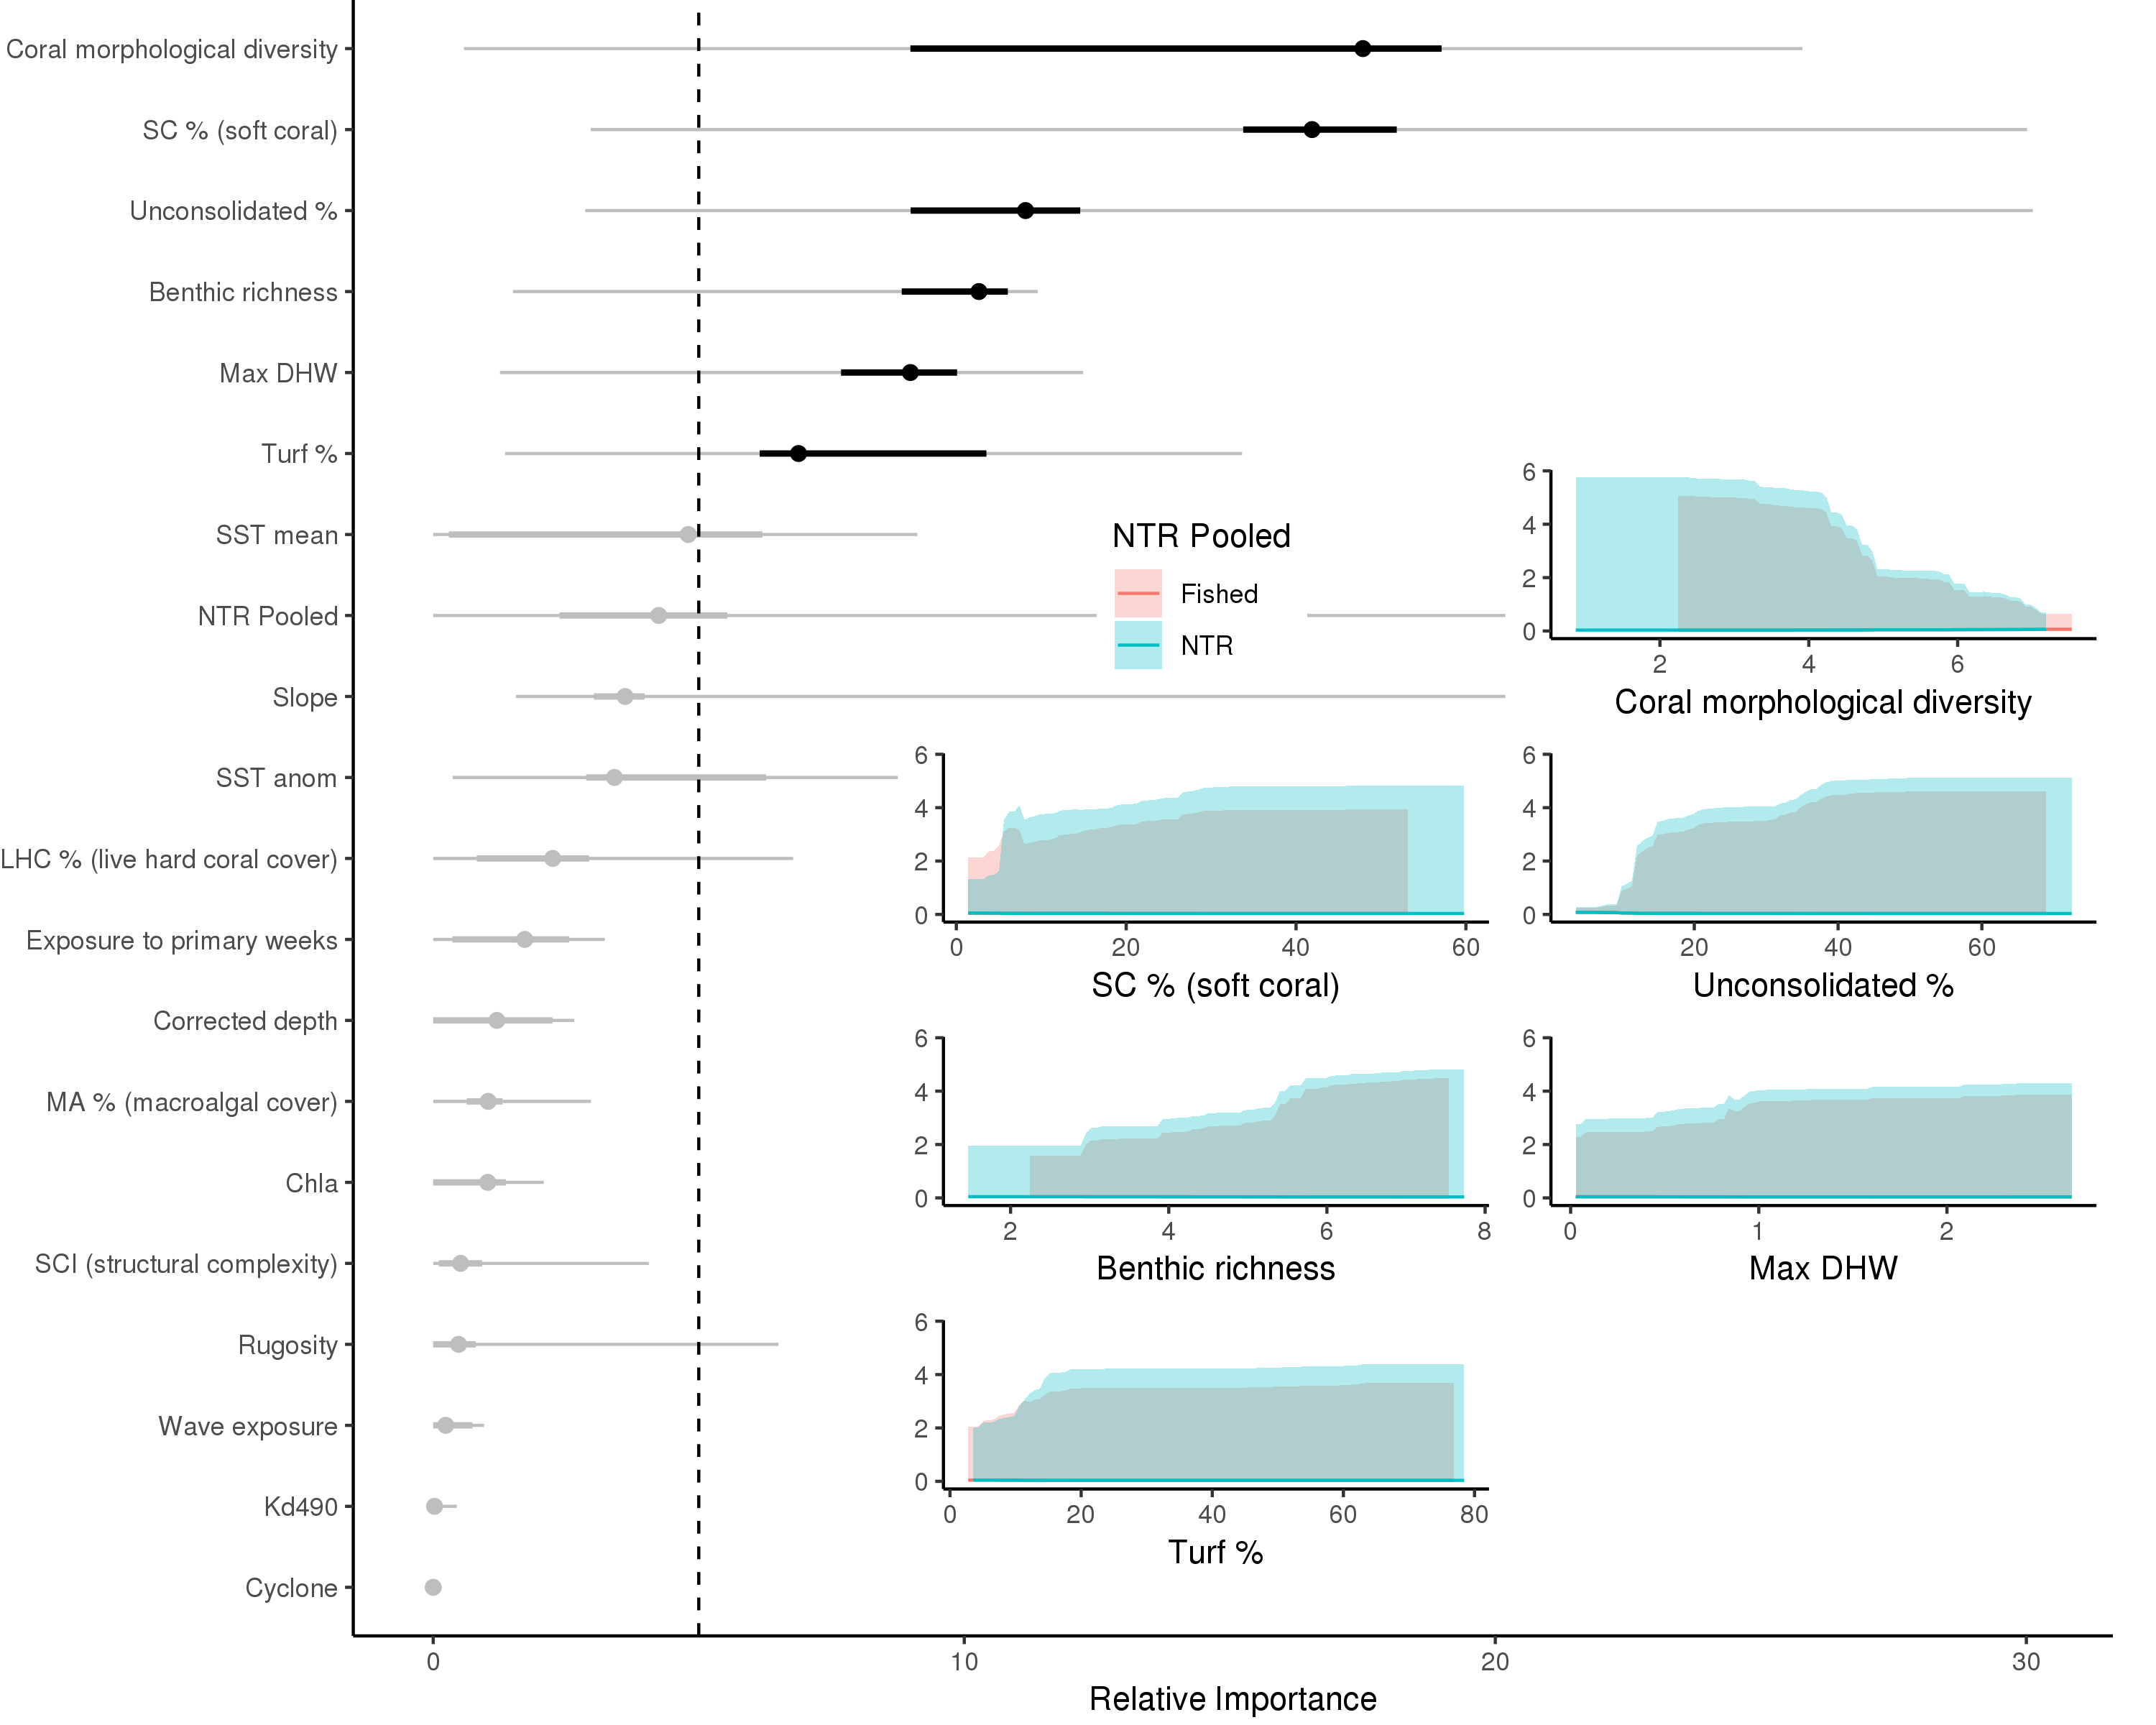 Coral morphological diversity
SC % (soft coral)
Unconsolidated %
Benthic richness
Max DHW
Turf %
SST mean
NTR Pooled
Slope
SST anom
LHC % (live hard coral cover)
Exposure to primary weeks
Corrected depth
MA % (macroalgal cover)
Chla
SCI (structural complexity)
Rugosity
Wave exposure
Kd490
Cyclone
0 10 20 30
Relative Importance
NTR Pooled
Fished
NTR
6
4
2
0
2 4 6
Coral morphological diversity
6
4
2
0
0 20 40 60
SC % (soft coral)
6
4
2
0
20 40 60
Unconsolidated %
6
4
2
0
2 4 6 8
Benthic richness
6
4
2
0
0 1 2
Max DHW
6
4
2
0
0 20 40 60 80
Turf %